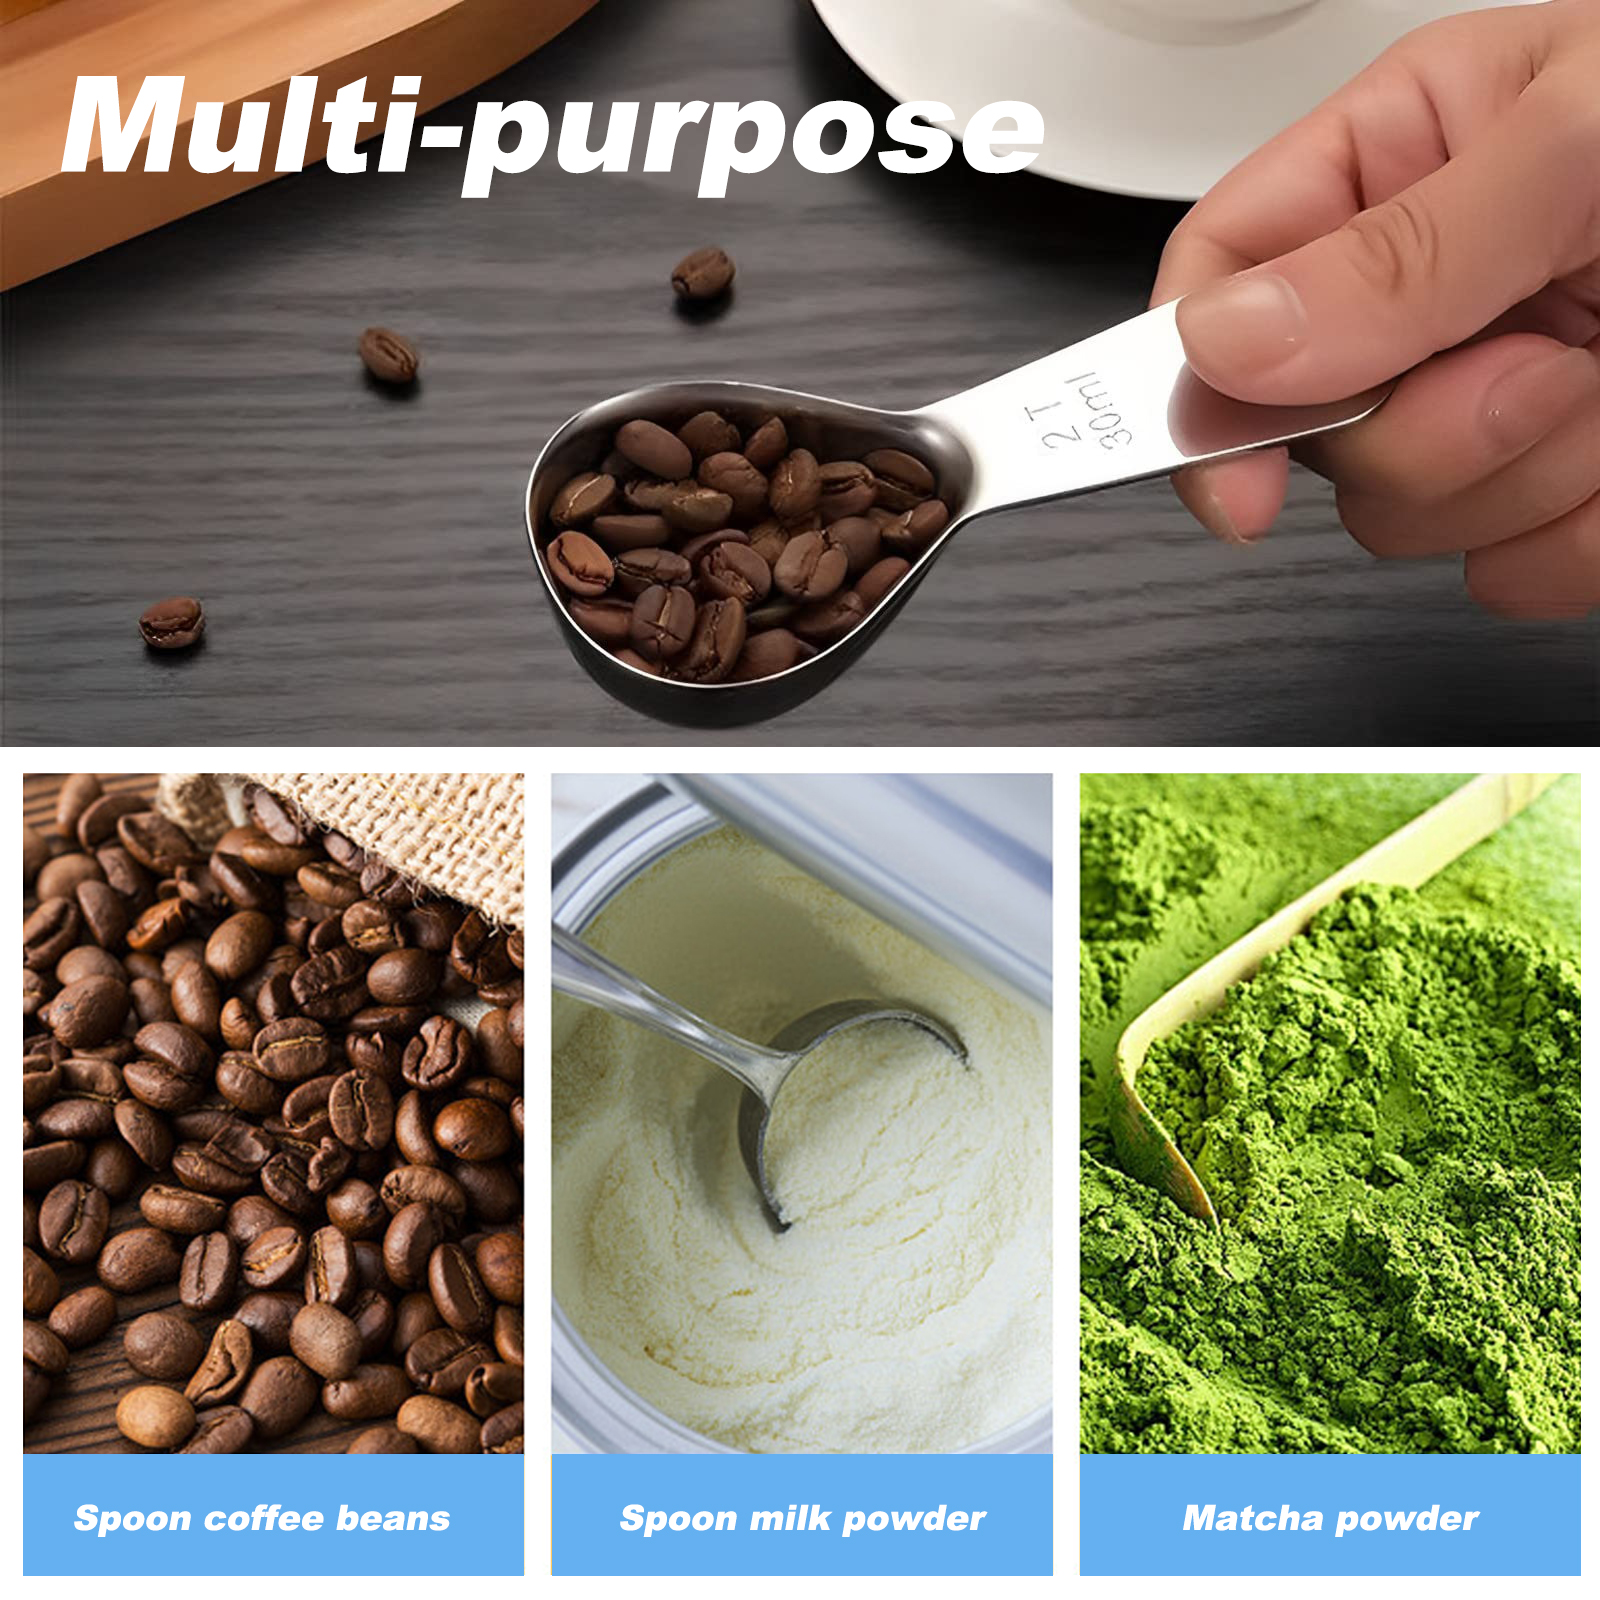 Multi-purpose
2 T
30ml
Spoon coffee beans
Spoon milk powder
Matcha powder